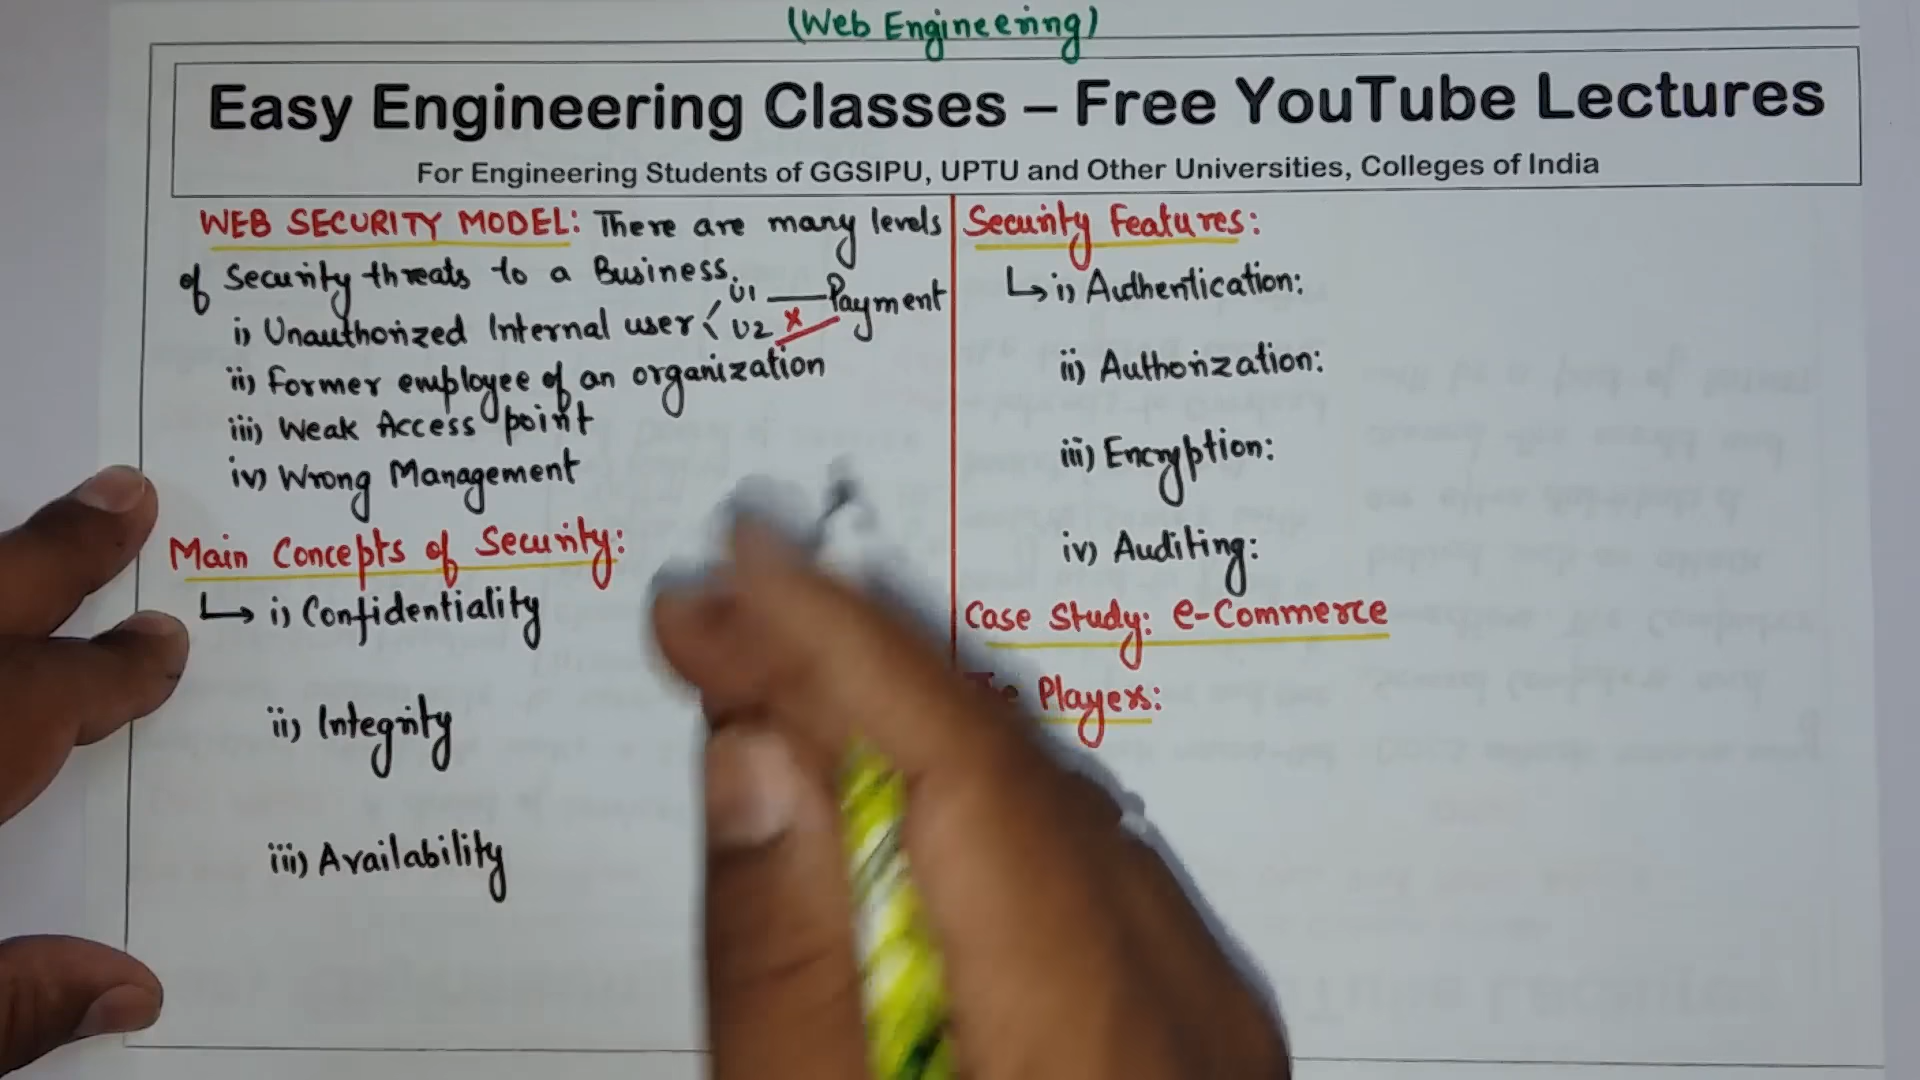 (Web Engineering)
Easy Engineering Classes – Free YouTube Lectures
For Engineering Students of GGSIPU, UPTU and Other Universities, Colleges of India
WEB SECURITY MODEL: There are many levels
of Security threats to a Business.
i) Unauthorized Internal user < U1 — Payment
U2 x
ii) Former employee of an organization
iii) Weak Access point
iv) Wrong Management
Main Concepts of Security:
↳ i) Confidentiality
ii) Integrity
iii) Availability
Security Features:
↳ i) Authentication:
ii) Authorization:
iii) Encryption:
iv) Auditing:
Case Study: e-Commerce
Players: